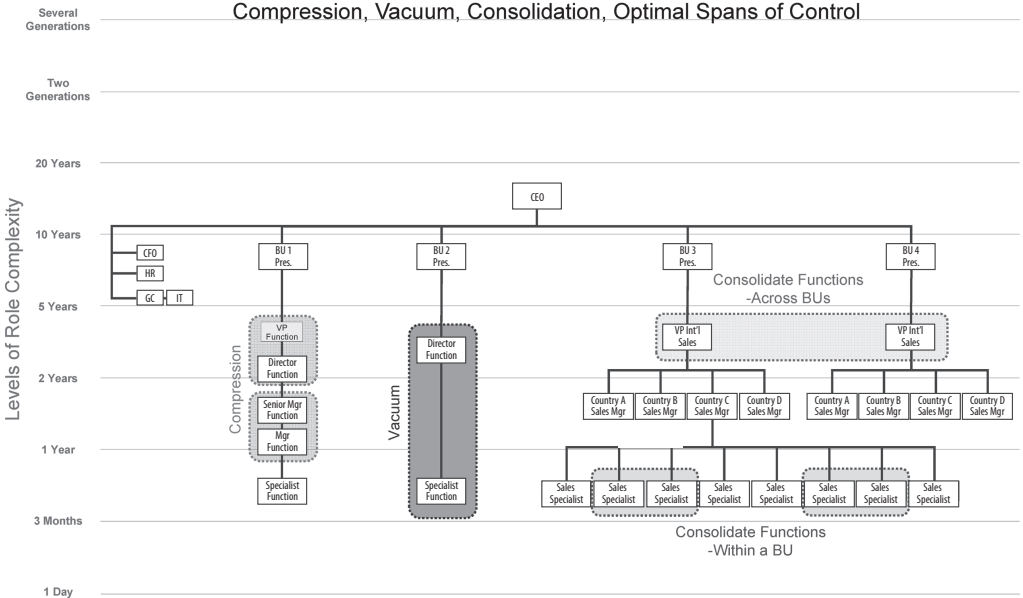 Compression, Vacuum, Consolidation, Optimal Spans of Control
Several
Generations
Two
Generations
20 Years
10 Years
5 Years
2 Years
1 Year
3 Months
1 Day
Levels of Role Complexity
CEO
CFO
HR
GC
IT
BU 1
Pres.
BU 2
Pres.
BU 3
Pres.
BU 4
Pres.
Consolidate Functions
-Across BUs
Compression
VP
Function
Director
Function
Senior Mgr
Function
Mgr
Function
Specialist
Function
Vacuum
Director
Function
Specialist
Function
VP Int'l
Sales
VP Int'l
Sales
Country A
Sales Mgr
Country B
Sales Mgr
Country C
Sales Mgr
Country D
Sales Mgr
Country A
Sales Mgr
Country B
Sales Mgr
Country C
Sales Mgr
Country D
Sales Mgr
Sales
Specialist
Sales
Specialist
Sales
Specialist
Sales
Specialist
Sales
Specialist
Sales
Specialist
Sales
Specialist
Sales
Specialist
Consolidate Functions
-Within a BU